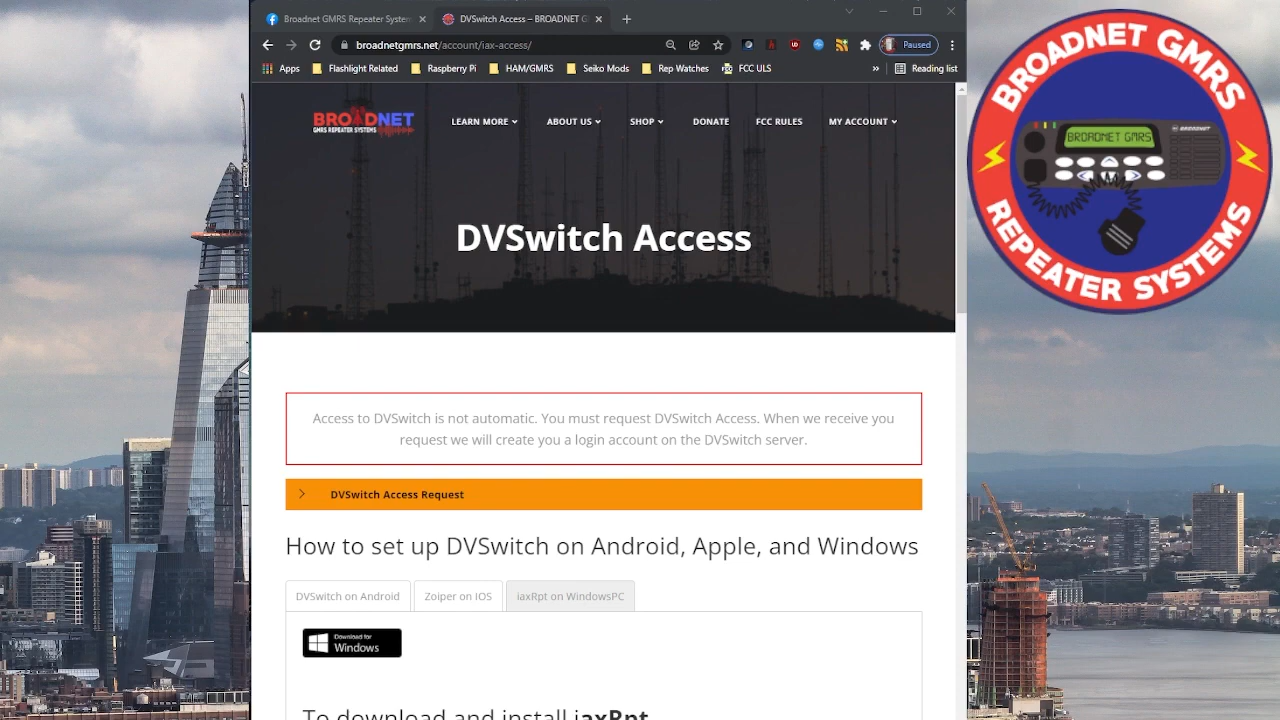 Broadnet GMRS Repeater System
DVSwitch Access – BROADNET G
broadnetgmrs.net/account/iax-access/
Paused
Apps
Flashlight Related
Raspberry Pi
HAM/GMRS
Seiko Mods
Rep Watches
FCC ULS
»
Reading list
BROADNET
GMRS REPEATER SYSTEMS
LEARN MORE
ABOUT US
SHOP
DONATE
FCC RULES
MY ACCOUNT
DVSwitch Access
Access to DVSwitch is not automatic. You must request DVSwitch Access. When we receive you
request we will create you a login account on the DVSwitch server.
DVSwitch Access Request
How to set up DVSwitch on Android, Apple, and Windows
DVSwitch on Android
Zoiper on IOS
iaxRpt on WindowsPC
Download for
Windows
To download and install iaxRpt
BROADNET GMRS
BROADNET
BROADNET GMRS
REPEATER SYSTEMS